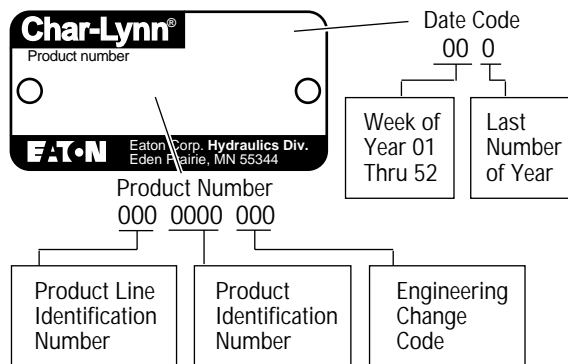 Char-Lynn®
Product number
EATON
Eaton Corp. Hydraulics Div.
Eden Prairie, MN 55344
Date Code
00 0
Week of
Year 01
Thru 52
Last
Number
of Year
Product Number
000 0000 000
Product Line
Identification
Number
Product
Identification
Number
Engineering
Change
Code